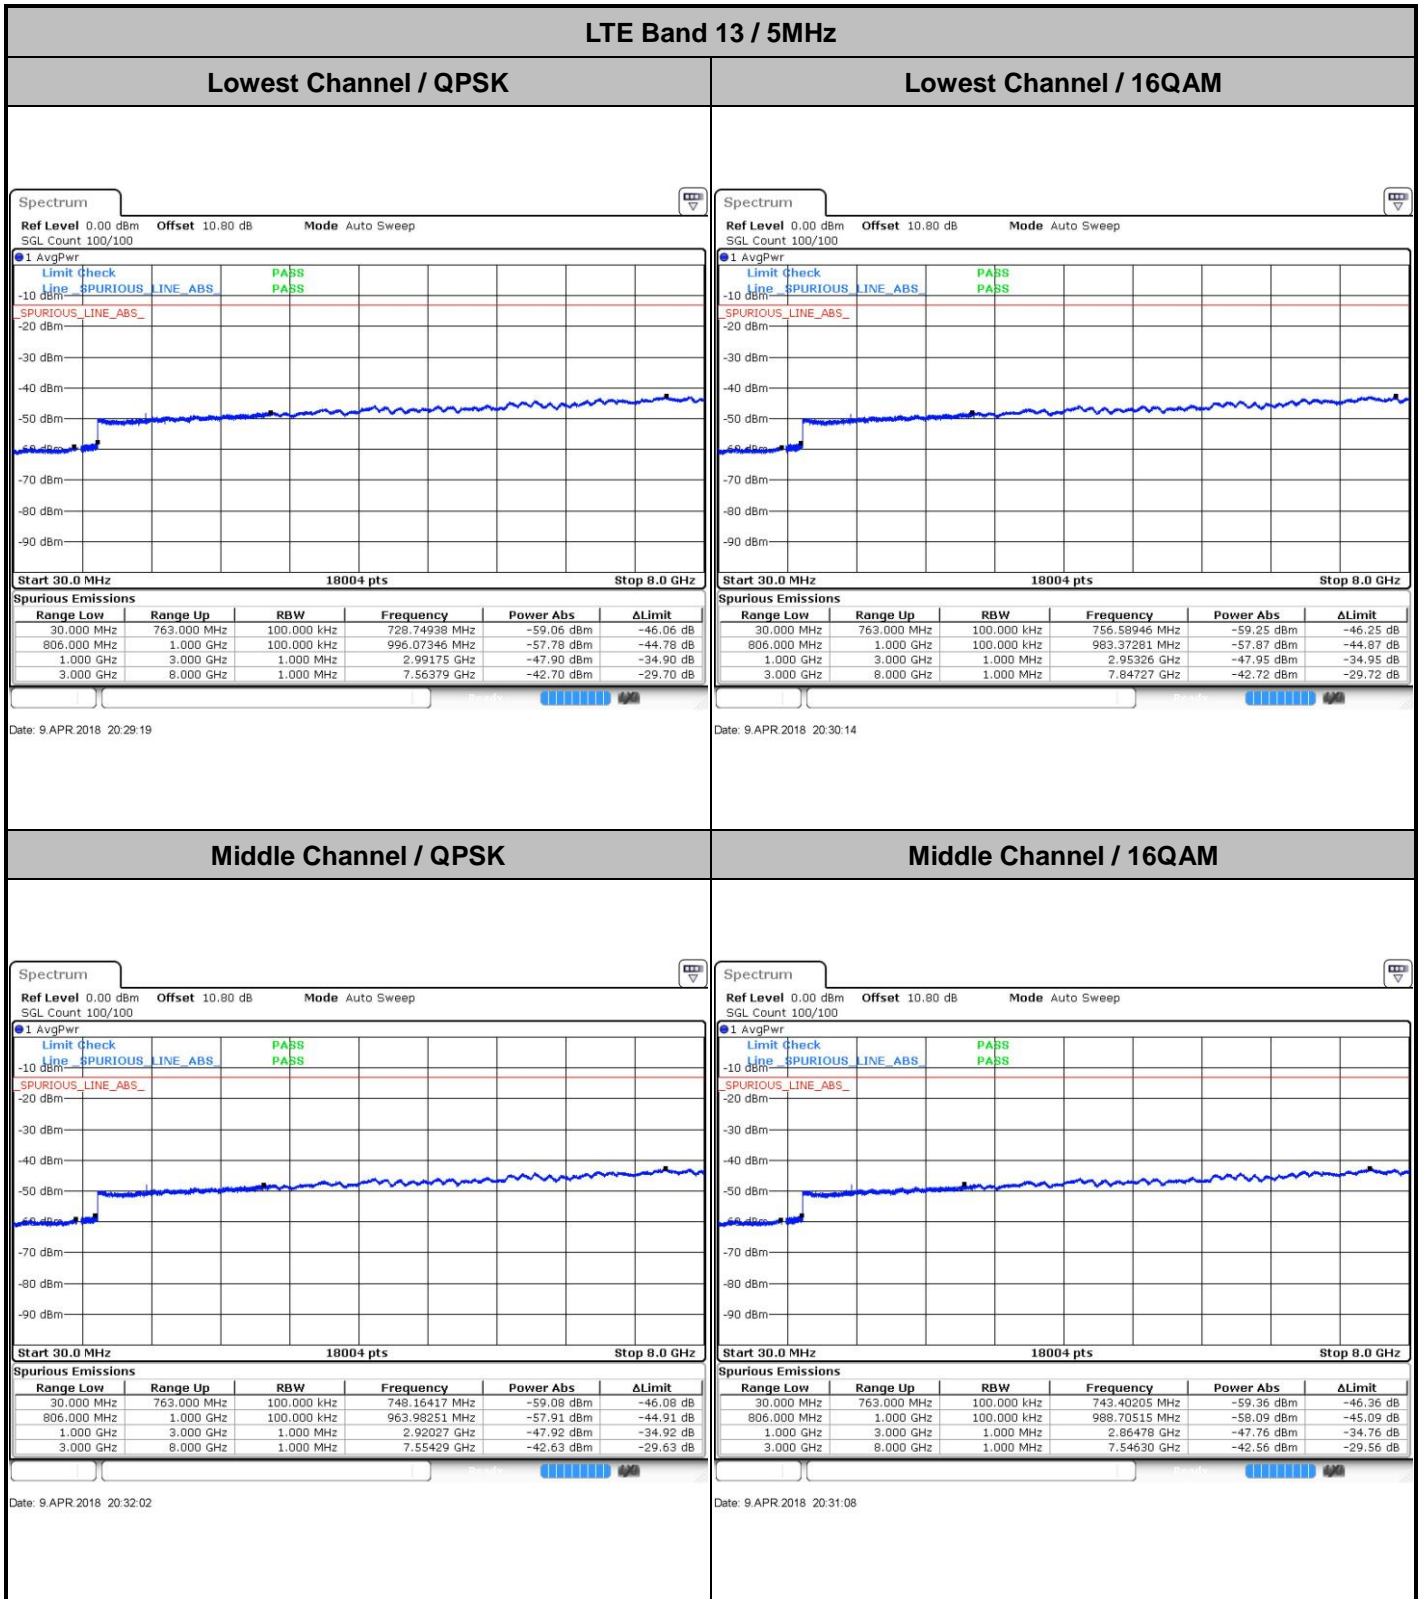 LTE Band 13 / 5MHz
Lowest Channel / QPSK
Lowest Channel / 16QAM
Spectrum
Ref Level 0.00 dBm Offset 10.80 dB Mode Auto Sweep
SGL Count 100/100
1 AvgPwr
Limit Check PASS
Line _SPURIOUS_LINE_ABS_ PASS
-10 dBm
_SPURIOUS_LINE_ABS_
-20 dBm
-30 dBm
-40 dBm
-50 dBm
-60 dBm
-70 dBm
-80 dBm
-90 dBm
Start 30.0 MHz 18004 pts Stop 8.0 GHz
Spurious Emissions
Range Low Range Up RBW Frequency Power Abs ΔLimit
30.000 MHz 763.000 MHz 100.000 kHz 728.74938 MHz -59.06 dBm -46.06 dB
806.000 MHz 1.000 GHz 100.000 kHz 996.07346 MHz -57.78 dBm -44.78 dB
1.000 GHz 3.000 GHz 1.000 MHz 2.99175 GHz -47.90 dBm -34.90 dB
3.000 GHz 8.000 GHz 1.000 MHz 7.56379 GHz -42.70 dBm -29.70 dB
Date: 9.APR.2018 20:29:19
Spectrum
Ref Level 0.00 dBm Offset 10.80 dB Mode Auto Sweep
SGL Count 100/100
1 AvgPwr
Limit Check PASS
Line _SPURIOUS_LINE_ABS_ PASS
-10 dBm
_SPURIOUS_LINE_ABS_
-20 dBm
-30 dBm
-40 dBm
-50 dBm
-60 dBm
-70 dBm
-80 dBm
-90 dBm
Start 30.0 MHz 18004 pts Stop 8.0 GHz
Spurious Emissions
Range Low Range Up RBW Frequency Power Abs ΔLimit
30.000 MHz 763.000 MHz 100.000 kHz 756.58946 MHz -59.25 dBm -46.25 dB
806.000 MHz 1.000 GHz 100.000 kHz 983.37281 MHz -57.87 dBm -44.87 dB
1.000 GHz 3.000 GHz 1.000 MHz 2.95326 GHz -47.95 dBm -34.95 dB
3.000 GHz 8.000 GHz 1.000 MHz 7.84727 GHz -42.72 dBm -29.72 dB
Date: 9.APR.2018 20:30:14
Middle Channel / QPSK
Middle Channel / 16QAM
Spectrum
Ref Level 0.00 dBm Offset 10.80 dB Mode Auto Sweep
SGL Count 100/100
1 AvgPwr
Limit Check PASS
Line _SPURIOUS_LINE_ABS_ PASS
-10 dBm
_SPURIOUS_LINE_ABS_
-20 dBm
-30 dBm
-40 dBm
-50 dBm
-60 dBm
-70 dBm
-80 dBm
-90 dBm
Start 30.0 MHz 18004 pts Stop 8.0 GHz
Spurious Emissions
Range Low Range Up RBW Frequency Power Abs ΔLimit
30.000 MHz 763.000 MHz 100.000 kHz 748.16417 MHz -59.08 dBm -46.08 dB
806.000 MHz 1.000 GHz 100.000 kHz 963.98251 MHz -57.91 dBm -44.91 dB
1.000 GHz 3.000 GHz 1.000 MHz 2.92027 GHz -47.92 dBm -34.92 dB
3.000 GHz 8.000 GHz 1.000 MHz 7.55429 GHz -42.63 dBm -29.63 dB
Date: 9.APR.2018 20:32:02
Spectrum
Ref Level 0.00 dBm Offset 10.80 dB Mode Auto Sweep
SGL Count 100/100
1 AvgPwr
Limit Check PASS
Line _SPURIOUS_LINE_ABS_ PASS
-10 dBm
_SPURIOUS_LINE_ABS_
-20 dBm
-30 dBm
-40 dBm
-50 dBm
-60 dBm
-70 dBm
-80 dBm
-90 dBm
Start 30.0 MHz 18004 pts Stop 8.0 GHz
Spurious Emissions
Range Low Range Up RBW Frequency Power Abs ΔLimit
30.000 MHz 763.000 MHz 100.000 kHz 743.40205 MHz -59.36 dBm -46.36 dB
806.000 MHz 1.000 GHz 100.000 kHz 988.70515 MHz -58.09 dBm -45.09 dB
1.000 GHz 3.000 GHz 1.000 MHz 2.86478 GHz -47.76 dBm -34.76 dB
3.000 GHz 8.000 GHz 1.000 MHz 7.54630 GHz -42.56 dBm -29.56 dB
Date: 9.APR.2018 20:31:08